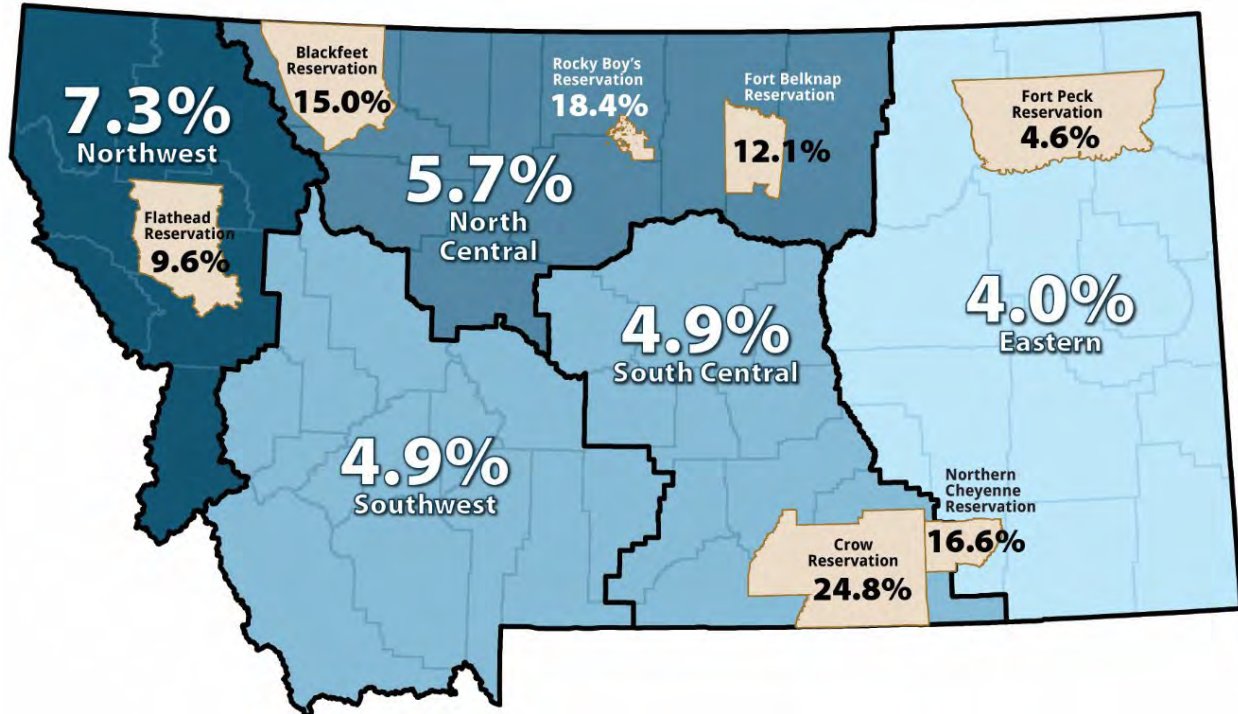 Blackfeet
Reservation
15.0%
Rocky Boy's
Reservation
18.4%
Fort Belknap
Reservation
12.1%
Fort Peck
Reservation
4.6%
7.3%
Northwest
5.7%
North
Central
Flathead
Reservation
9.6%
4.9%
South Central
4.0%
Eastern
4.9%
Southwest
Northern
Cheyenne
Reservation
16.6%
Crow
Reservation
24.8%